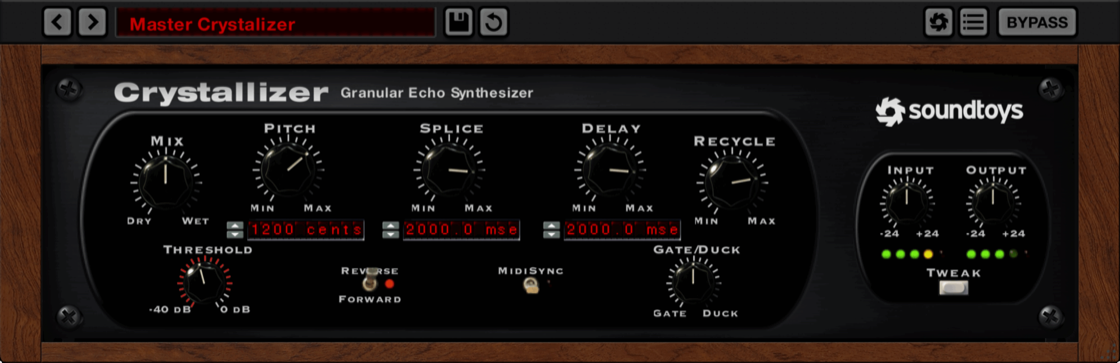 Master Crystalizer
BYPASS
Crystallizer Granular Echo Synthesizer
soundtoys
MIX
PITCH
SPLICE
DELAY
RECYCLE
DRY WET
MIN MAX
MIN MAX
MIN MAX
MIN MAX
1200 cents
2000.0 mse
2000.0 mse
THRESHOLD
-40 dB 0 dB
REVERSE
FORWARD
MIDISYNC
GATE/DUCK
GATE DUCK
INPUT
OUTPUT
-24 +24
-24 +24
TWEAK